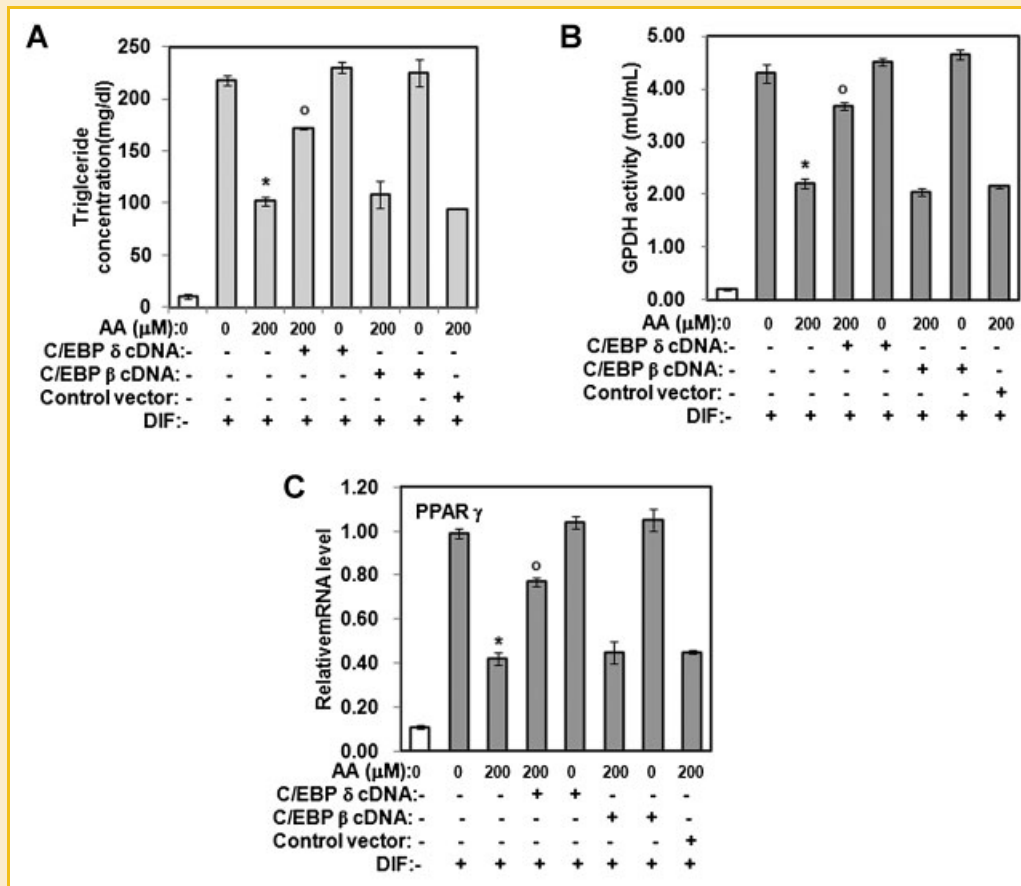 A
250
200
150
100
50
0
Triglceride
concentration(mg/dl)
*
o
AA (μM):0 0 200 200 0 200 0 200
C/EBP δ cDNA:- - - + + - - -
C/EBP β cDNA:- - - - - + + -
Control vector: - - - - - - - +
DIF:- + + + + + + +
B
5.00
4.00
3.00
2.00
1.00
0.00
GPDH activity (mU/mL)
*
o
AA (μM):0 0 200 200 0 200 0 200
C/EBP δ cDNA:- - - + + - - -
C/EBP β cDNA:- - - - - + + -
Control vector: - - - - - - - +
DIF:- + + + + + + +
C
PPAR γ
1.20
1.00
0.80
0.60
0.40
0.20
0.00
RelativemRNA level
*
o
AA (μM):0 0 200 200 0 200 0 200
C/EBP δ cDNA:- - - + + - - -
C/EBP β cDNA:- - - - - + + -
Control vector: - - - - - - - +
DIF:- + + + + + + +